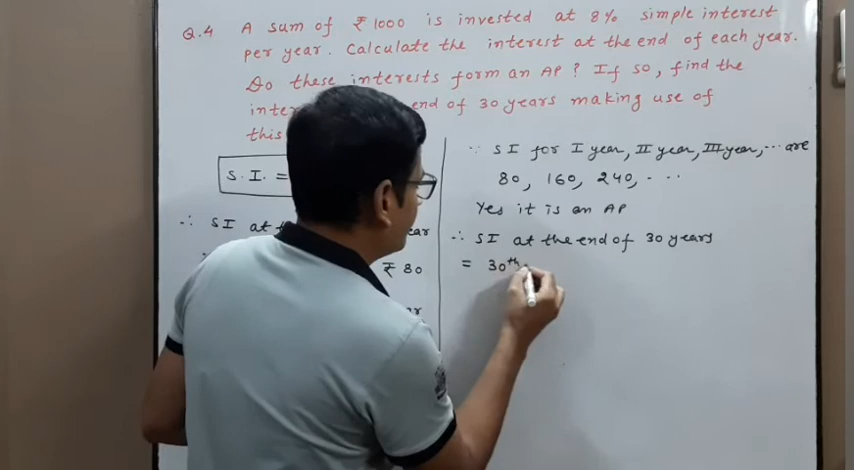 Q.4 A sum of ₹1000 is invested at 8% simple interest
per year. Calculate the interest at the end of each year.
Do these interests form an AP? If so, find the
end of 30 years making use of
this
S.I. =
∴ SI at
₹ 80
∵ SI for I year, II year, III year, ... are
80, 160, 240, - - - -
Yes it is an AP
∴ SI at the end of 30 years
= 30th